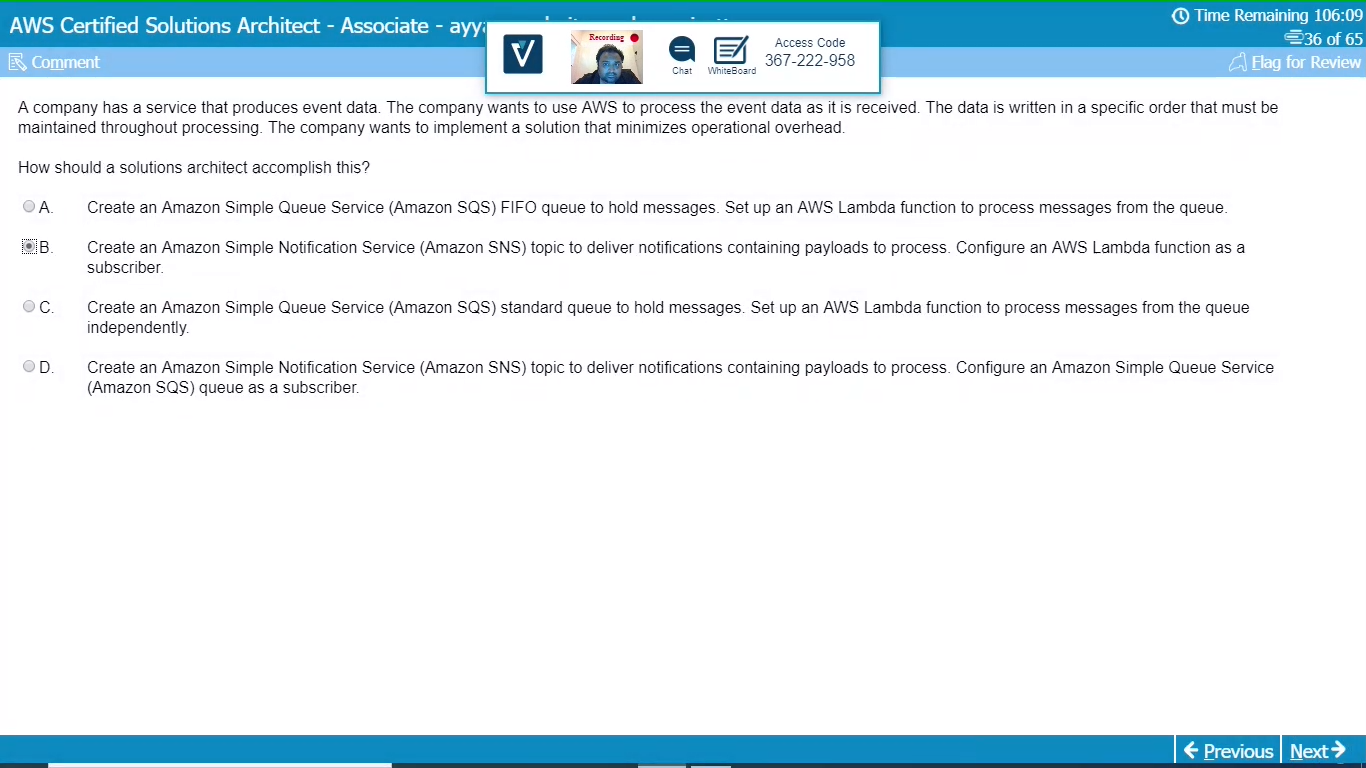 AWS Certified Solutions Architect - Associate - ayya
Time Remaining 106:09
36 of 65
Comment
Flag for Review
Recording
Chat
WhiteBoard
Access Code
367-222-958
A company has a service that produces event data. The company wants to use AWS to process the event data as it is received. The data is written in a specific order that must be
maintained throughout processing. The company wants to implement a solution that minimizes operational overhead.
How should a solutions architect accomplish this?
A. Create an Amazon Simple Queue Service (Amazon SQS) FIFO queue to hold messages. Set up an AWS Lambda function to process messages from the queue.
B. Create an Amazon Simple Notification Service (Amazon SNS) topic to deliver notifications containing payloads to process. Configure an AWS Lambda function as a
subscriber.
C. Create an Amazon Simple Queue Service (Amazon SQS) standard queue to hold messages. Set up an AWS Lambda function to process messages from the queue
independently.
D. Create an Amazon Simple Notification Service (Amazon SNS) topic to deliver notifications containing payloads to process. Configure an Amazon Simple Queue Service
(Amazon SQS) queue as a subscriber.
Previous
Next